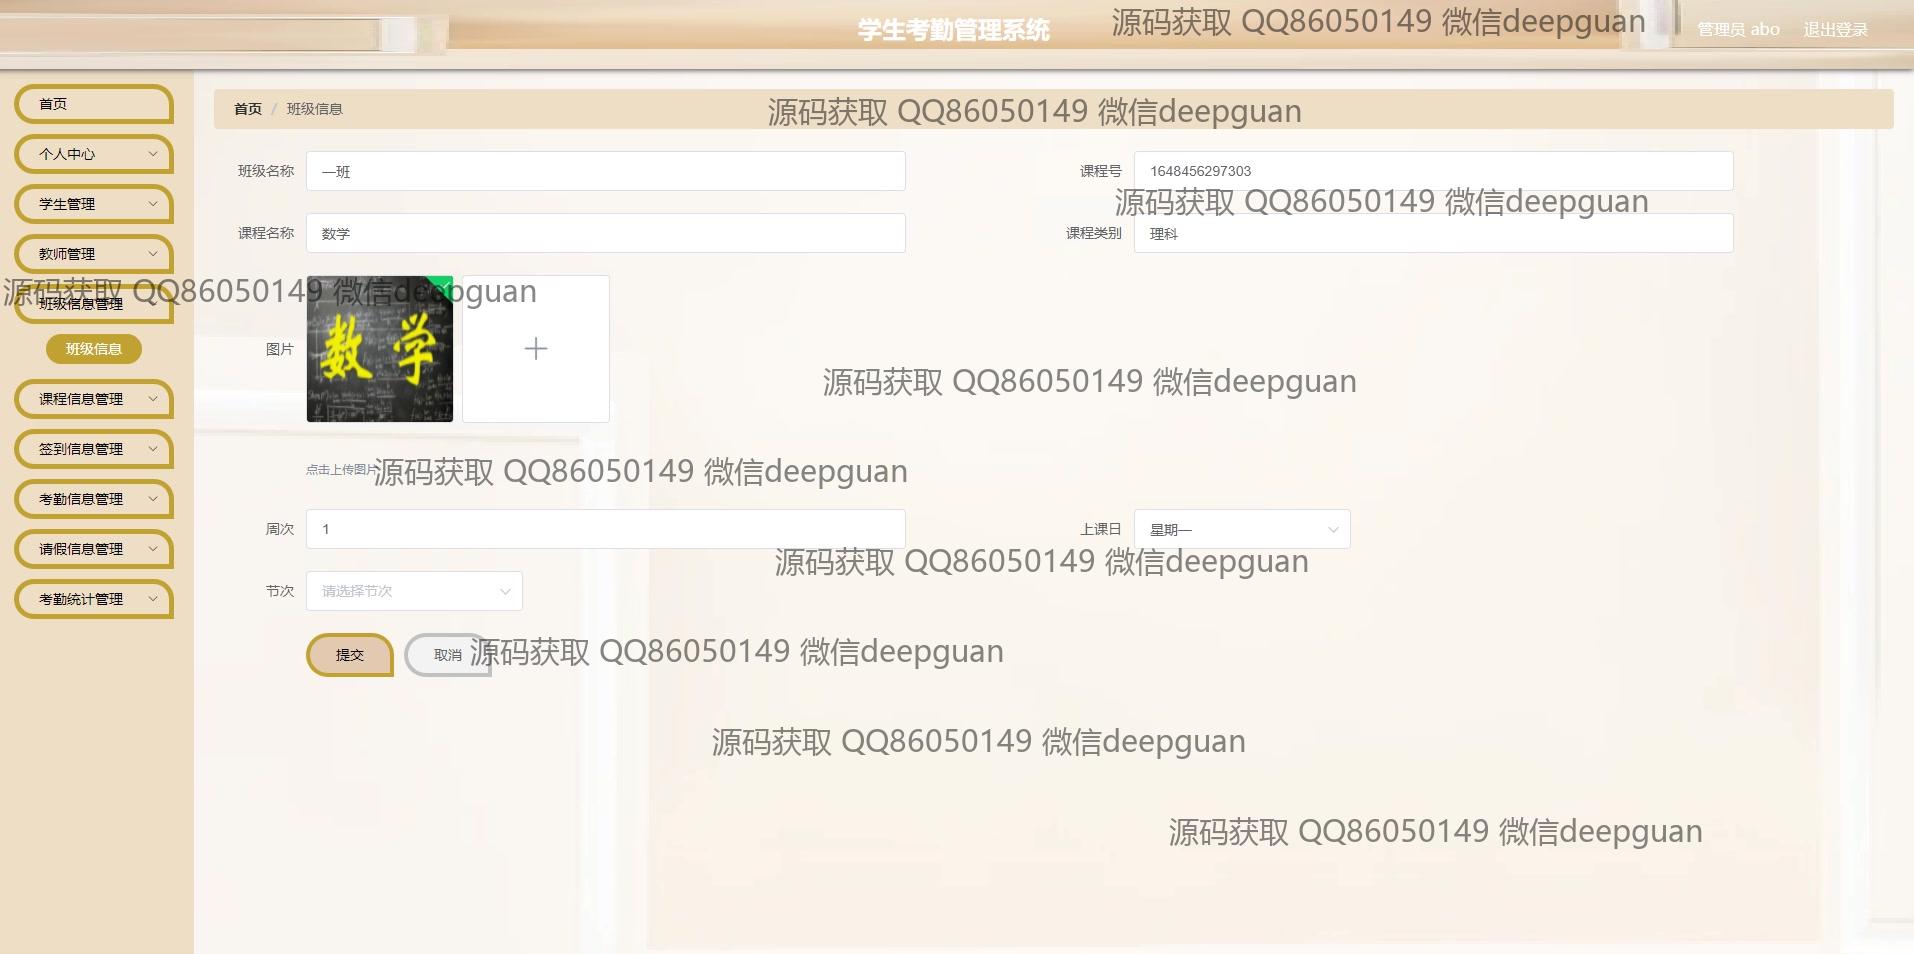 学生考勤管理系统
源码获取 QQ86050149 微信deepguan
管理员 abo
退出登录
首页
个人中心
学生管理
教师管理
班级信息管理
班级信息
课程信息管理
签到信息管理
考勤信息管理
请假信息管理
考勤统计管理
首页 / 班级信息
源码获取 QQ86050149 微信deepguan
班级名称 一班
课程号 1648456297303
源码获取 QQ86050149 微信deepguan
课程名称 数学
课程类别 理科
源码获取 QQ86050149 微信deepguan
图片
数学
源码获取 QQ86050149 微信deepguan
点击上传图片
源码获取 QQ86050149 微信deepguan
周次 1
上课日 星期一
源码获取 QQ86050149 微信deepguan
节次 请选择节次
提交
取消
源码获取 QQ86050149 微信deepguan
源码获取 QQ86050149 微信deepguan
源码获取 QQ86050149 微信deepguan